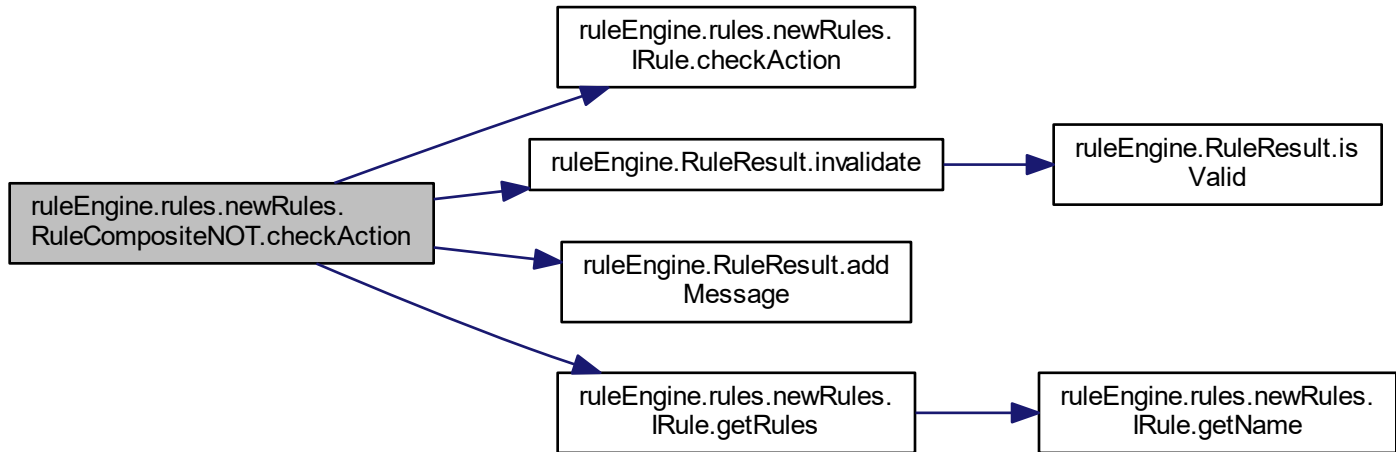 ruleEngine.rules.newRules.
IRule.checkAction
ruleEngine.RuleResult.invalidate
ruleEngine.RuleResult.is
Valid
ruleEngine.rules.newRules.
RuleCompositeNOT.checkAction
ruleEngine.RuleResult.add
Message
ruleEngine.rules.newRules.
IRule.getRules
ruleEngine.rules.newRules.
IRule.getName